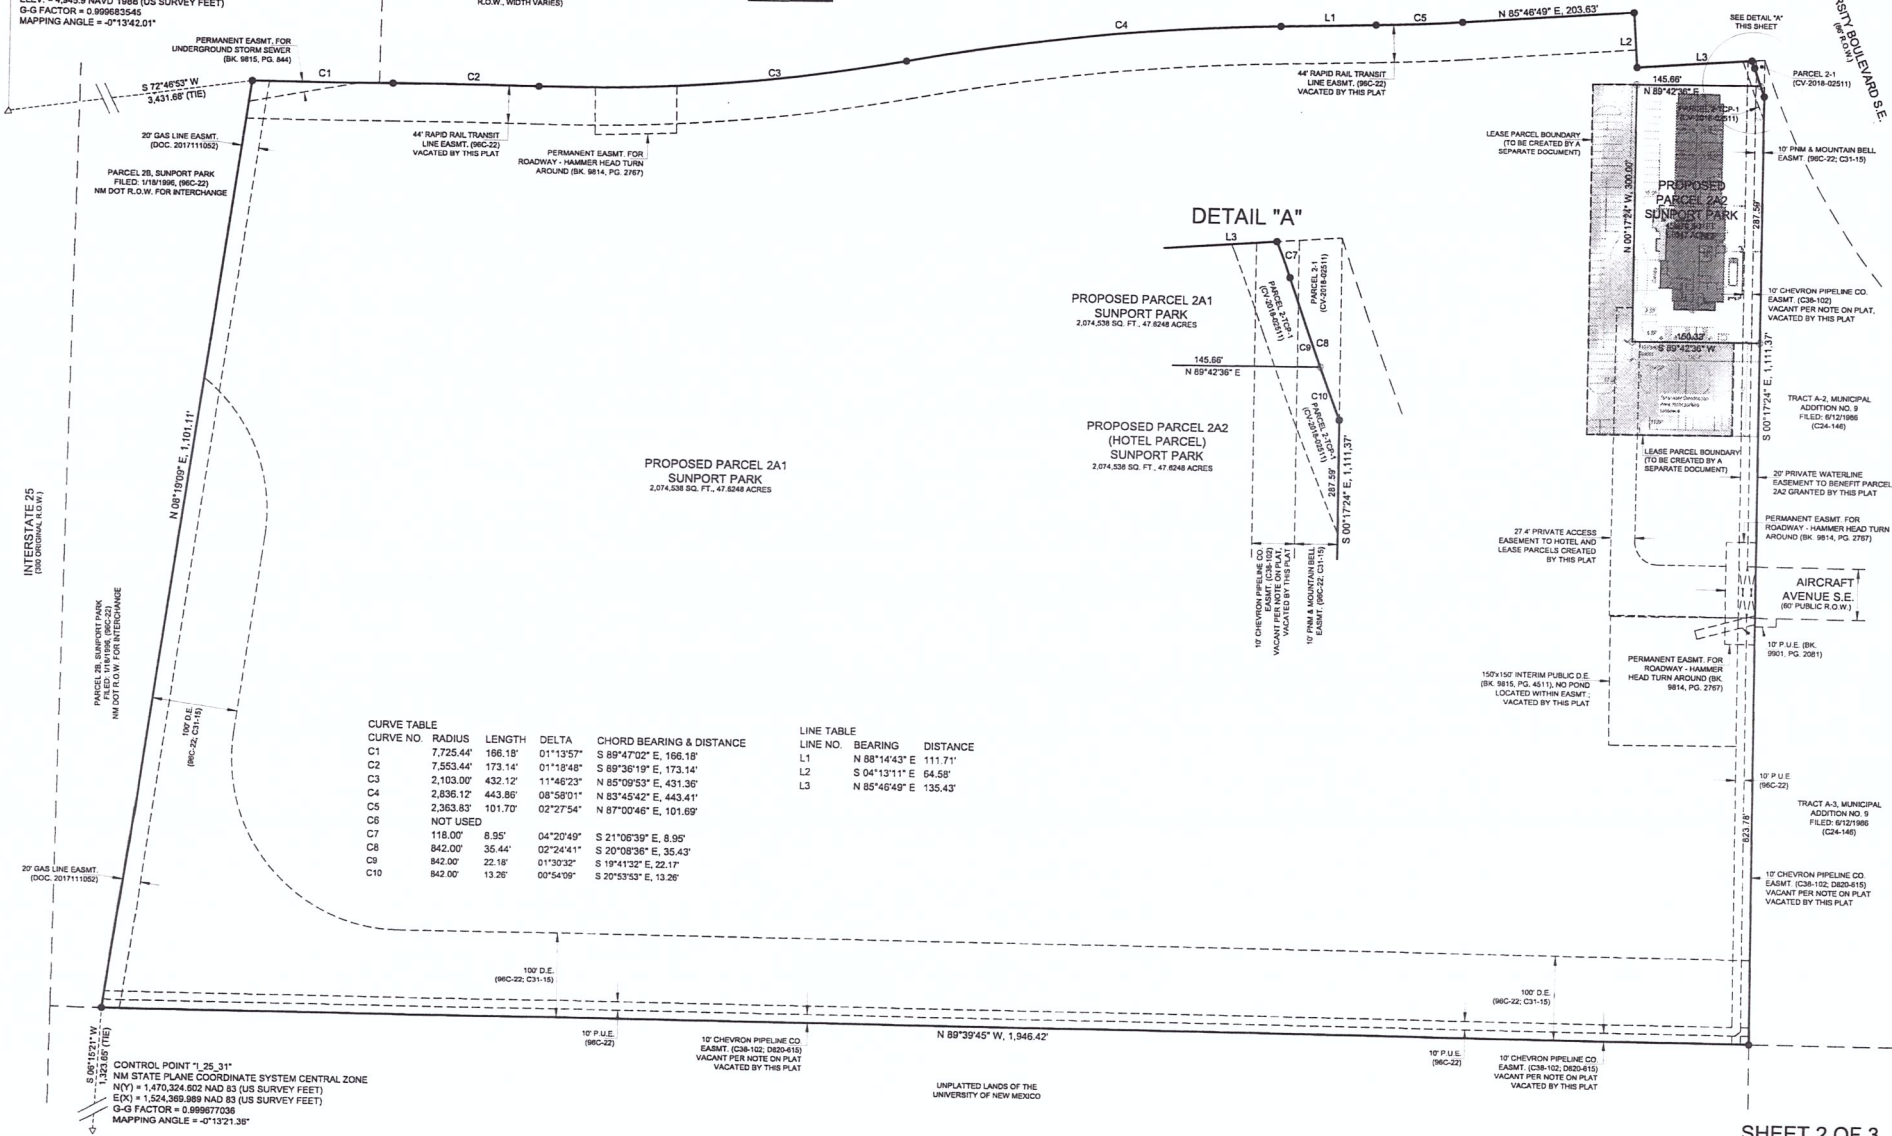 ELEV. = 4,945.9 NAVD 1988 (US SURVEY FEET)
G-G FACTOR = 0.999683545
MAPPING ANGLE = -0°13'42.01"
R.O.W., WIDTH VARIES)
PERMANENT EASMT. FOR
UNDERGROUND STORM SEWER
(BK. 9815, PG. 844)
S 72°46'53" W
3,431.68' (TIE)
C1
C2
C3
C4
L1
C5
N 85°46'49" E, 203.63'
L2
L3
SEE DETAIL "A"
THIS SHEET
BOULEVARD S.E.
PARCEL 2-1
(CV-2018-02511)
145.66'
N 89°42'36" E
PARCEL 2-TCP-1
(CV-2018-02511)
44' RAPID RAIL TRANSIT
LINE EASMT. (96C-22)
VACATED BY THIS PLAT
44' RAPID RAIL TRANSIT
LINE EASMT. (96C-22)
VACATED BY THIS PLAT
PERMANENT EASMT. FOR
ROADWAY - HAMMER HEAD TURN
AROUND (BK. 9814, PG. 2767)
20' GAS LINE EASMT.
(DOC. 2017111052)
PARCEL 2B, SUNPORT PARK
FILED: 1/18/1996, (96C-22)
NM DOT R.O.W. FOR INTERCHANGE
LEASE PARCEL BOUNDARY
(TO BE CREATED BY A
SEPARATE DOCUMENT)
10' PNM & MOUNTAIN BELL
EASMT. (96C-22; C31-15)
N 00°17'24" W, 300.00'
PROPOSED
PARCEL 2A2
SUNPORT PARK
287.59'
10' CHEVRON PIPELINE CO.
EASMT. (C38-102)
VACANT PER NOTE ON PLAT,
VACATED BY THIS PLAT
S 89°42'36" W
S 00°17'24" E, 1,111.37'
DETAIL "A"
L3
C7
PARCEL 2-1
(CV-2018-02511)
PARCEL 2-TCP-1
(CV-2018-02511)
C9
C8
PROPOSED PARCEL 2A1
SUNPORT PARK
2,074,538 SQ. FT., 47.6248 ACRES
145.66'
N 89°42'36" E
C10
PARCEL 2-TCP-1
(CV-2018-02511)
PROPOSED PARCEL 2A2
(HOTEL PARCEL)
SUNPORT PARK
2,074,538 SQ. FT., 47.6248 ACRES
287.59'
S 00°17'24" E, 1,111.37'
10' CHEVRON PIPELINE CO.
EASMT. (C38-102)
VACANT PER NOTE ON PLAT,
VACATED BY THIS PLAT
10' PNM & MOUNTAIN BELL
EASMT. (96C-22; C31-15)
PROPOSED PARCEL 2A1
SUNPORT PARK
2,074,538 SQ. FT., 47.6248 ACRES
N 08°19'09" E, 1,101.11'
INTERSTATE 25
(300' ORIGINAL R.O.W.)
TRACT A-2, MUNICIPAL
ADDITION NO. 9
FILED: 6/12/1986
(C24-146)
LEASE PARCEL BOUNDARY
(TO BE CREATED BY A
SEPARATE DOCUMENT)
20' PRIVATE WATERLINE
EASEMENT TO BENEFIT PARCEL
2A2 GRANTED BY THIS PLAT
PERMANENT EASMT. FOR
ROADWAY - HAMMER HEAD TURN
AROUND (BK. 9814, PG. 2767)
27.4' PRIVATE ACCESS
EASEMENT TO HOTEL AND
LEASE PARCELS CREATED
BY THIS PLAT
AIRCRAFT
AVENUE S.E.
(60' PUBLIC R.O.W.)
10' P.U.E. (BK.
9901, PG. 2081)
PERMANENT EASMT. FOR
ROADWAY - HAMMER
HEAD TURN AROUND (BK.
9814, PG. 2767)
150'x150' INTERIM PUBLIC D.E.
(BK. 9815, PG. 4511), NO POND
LOCATED WITHIN EASMT.;
VACATED BY THIS PLAT
PARCEL 2B, SUNPORT PARK
FILED: 1/18/1996, (96C-22)
NM DOT R.O.W. FOR INTERCHANGE
100' D.E.
(96C-22; C31-15)
CURVE TABLE
CURVE NO. RADIUS LENGTH DELTA CHORD BEARING & DISTANCE
C1 7,725.44' 166.18' 01°13'57" S 89°47'02" E, 166.18'
C2 7,553.44' 173.14' 01°18'48" S 89°36'19" E, 173.14'
C3 2,103.00' 432.12' 11°46'23" N 85°09'53" E, 431.36'
C4 2,836.12' 443.86' 08°58'01" N 83°45'42" E, 443.41'
C5 2,363.83' 101.70' 02°27'54" N 87°00'46" E, 101.69'
C6 NOT USED
C7 118.00' 8.95' 04°20'49" S 21°06'39" E, 8.95'
C8 842.00' 35.44' 02°24'41" S 20°08'36" E, 35.43'
C9 842.00' 22.18' 01°30'32" S 19°41'32" E, 22.17'
C10 842.00' 13.26' 00°54'09" S 20°53'53" E, 13.26'
LINE TABLE
LINE NO. BEARING DISTANCE
L1 N 88°14'43" E 111.71'
L2 S 04°13'11" E 64.58'
L3 N 85°46'49" E 135.43'
10' P.U.E
(96C-22)
TRACT A-3, MUNICIPAL
ADDITION NO. 9
FILED: 6/12/1986
(C24-146)
823.78'
20' GAS LINE EASMT.
(DOC. 2017111052)
10' CHEVRON PIPELINE CO.
EASMT. (C38-102; D820-615)
VACANT PER NOTE ON PLAT
VACATED BY THIS PLAT
100' D.E.
(96C-22; C31-15)
100' D.E.
(96C-22; C31-15)
10' P.U.E.
(96C-22)
10' CHEVRON PIPELINE CO.
EASMT. (C38-102; D820-615)
VACANT PER NOTE ON PLAT
VACATED BY THIS PLAT
N 89°39'45" W, 1,946.42'
10' P.U.E.
(96C-22)
10' CHEVRON PIPELINE CO.
EASMT. (C38-102; D820-615)
VACANT PER NOTE ON PLAT
VACATED BY THIS PLAT
S 06°15'21" W
1,323.65' (TIE)
CONTROL POINT "I_25_31"
NM STATE PLANE COORDINATE SYSTEM CENTRAL ZONE
N(Y) = 1,470,324.602 NAD 83 (US SURVEY FEET)
E(X) = 1,524,369.989 NAD 83 (US SURVEY FEET)
G-G FACTOR = 0.999677036
MAPPING ANGLE = -0°13'21.36"
UNPLATTED LANDS OF THE
UNIVERSITY OF NEW MEXICO
SHEET 2 OF 3